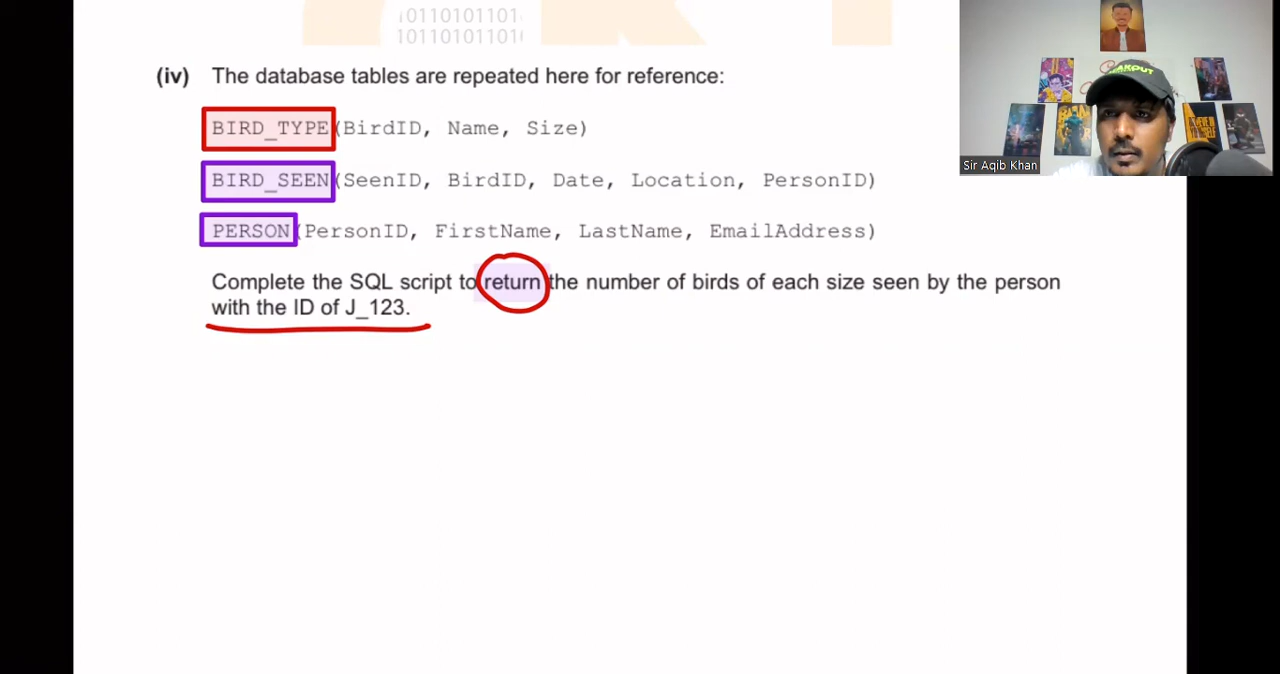 10110101101
101101011010
(iv) The database tables are repeated here for reference:
BIRD_TYPE(BirdID, Name, Size)
BIRD_SEEN(SeenID, BirdID, Date, Location, PersonID)
PERSON(PersonID, FirstName, LastName, EmailAddress)
Complete the SQL script to return the number of birds of each size seen by the person
with the ID of J_123.
Sir Aqib Khan